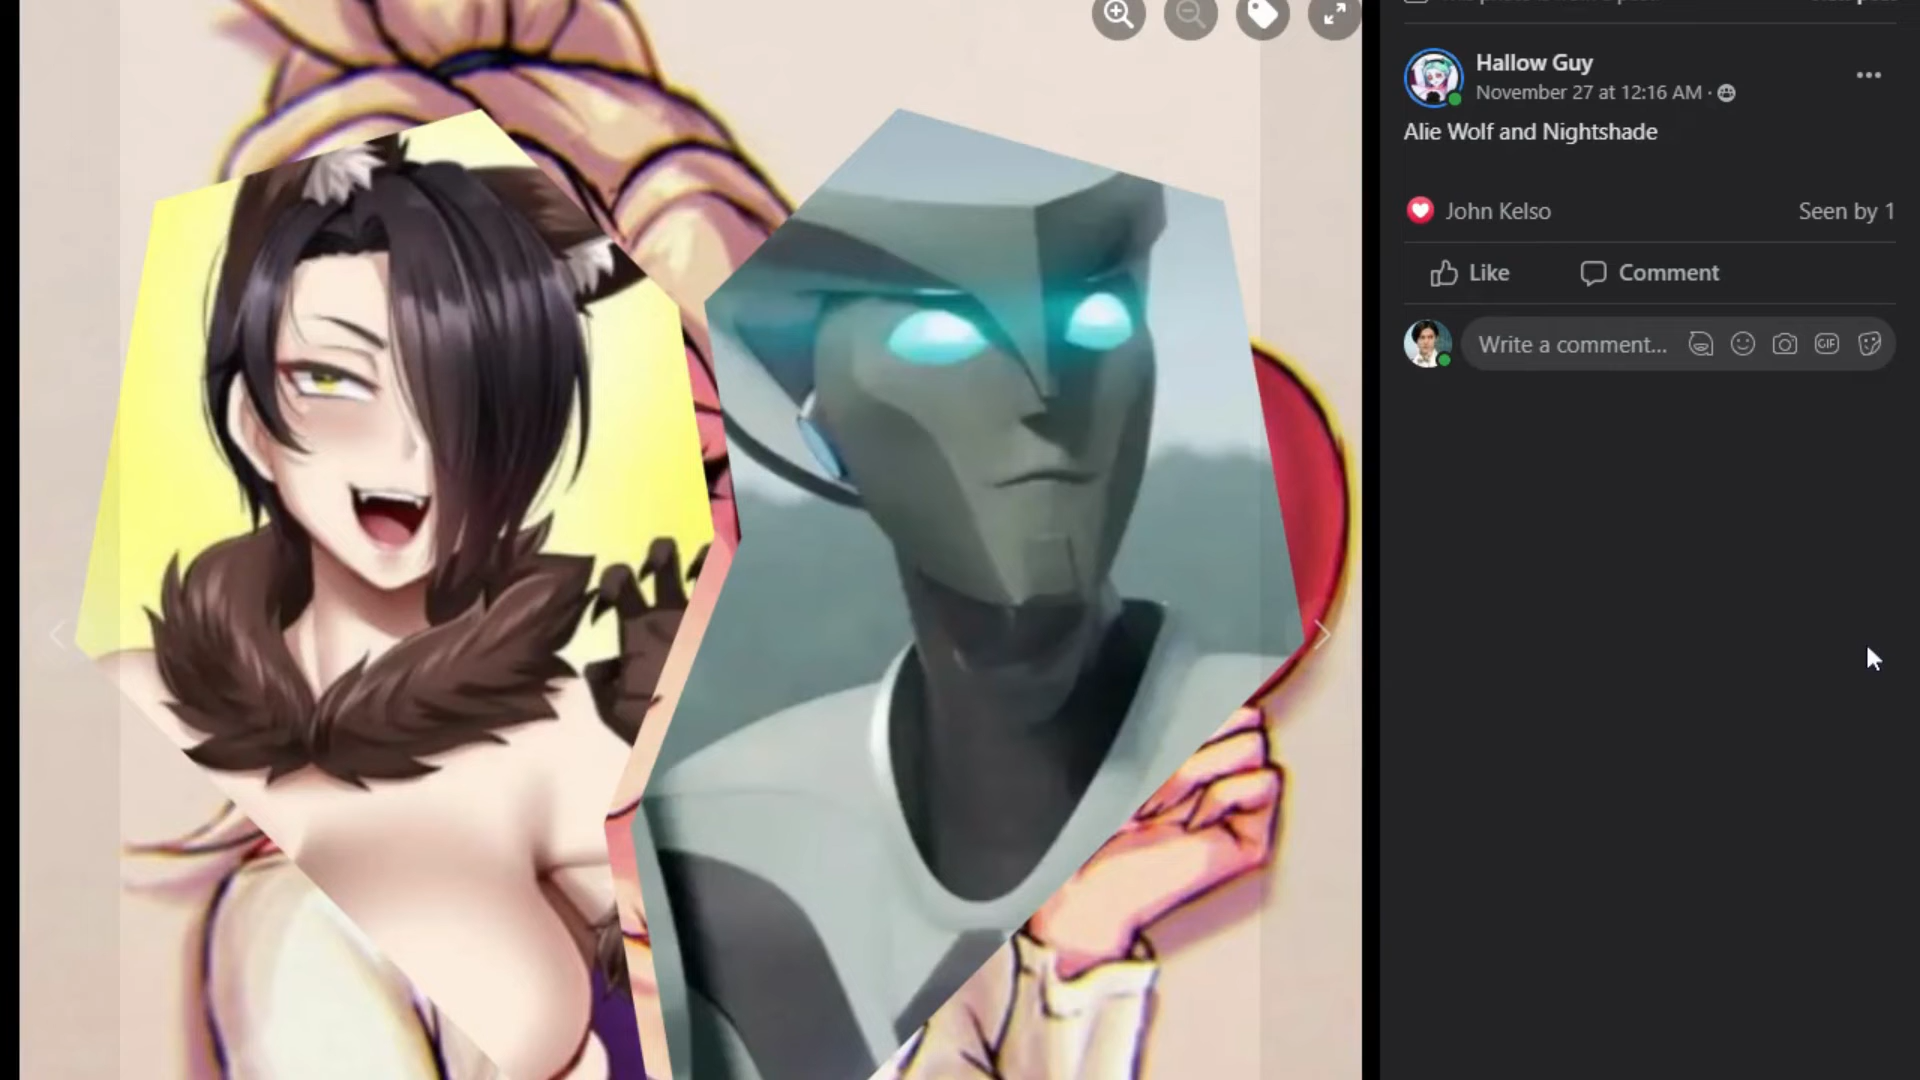 Hallow Guy
November 27 at 12:16 AM ·
Alie Wolf and Nightshade
John Kelso
Seen by 1
Like
Comment
Write a comment...
GIF